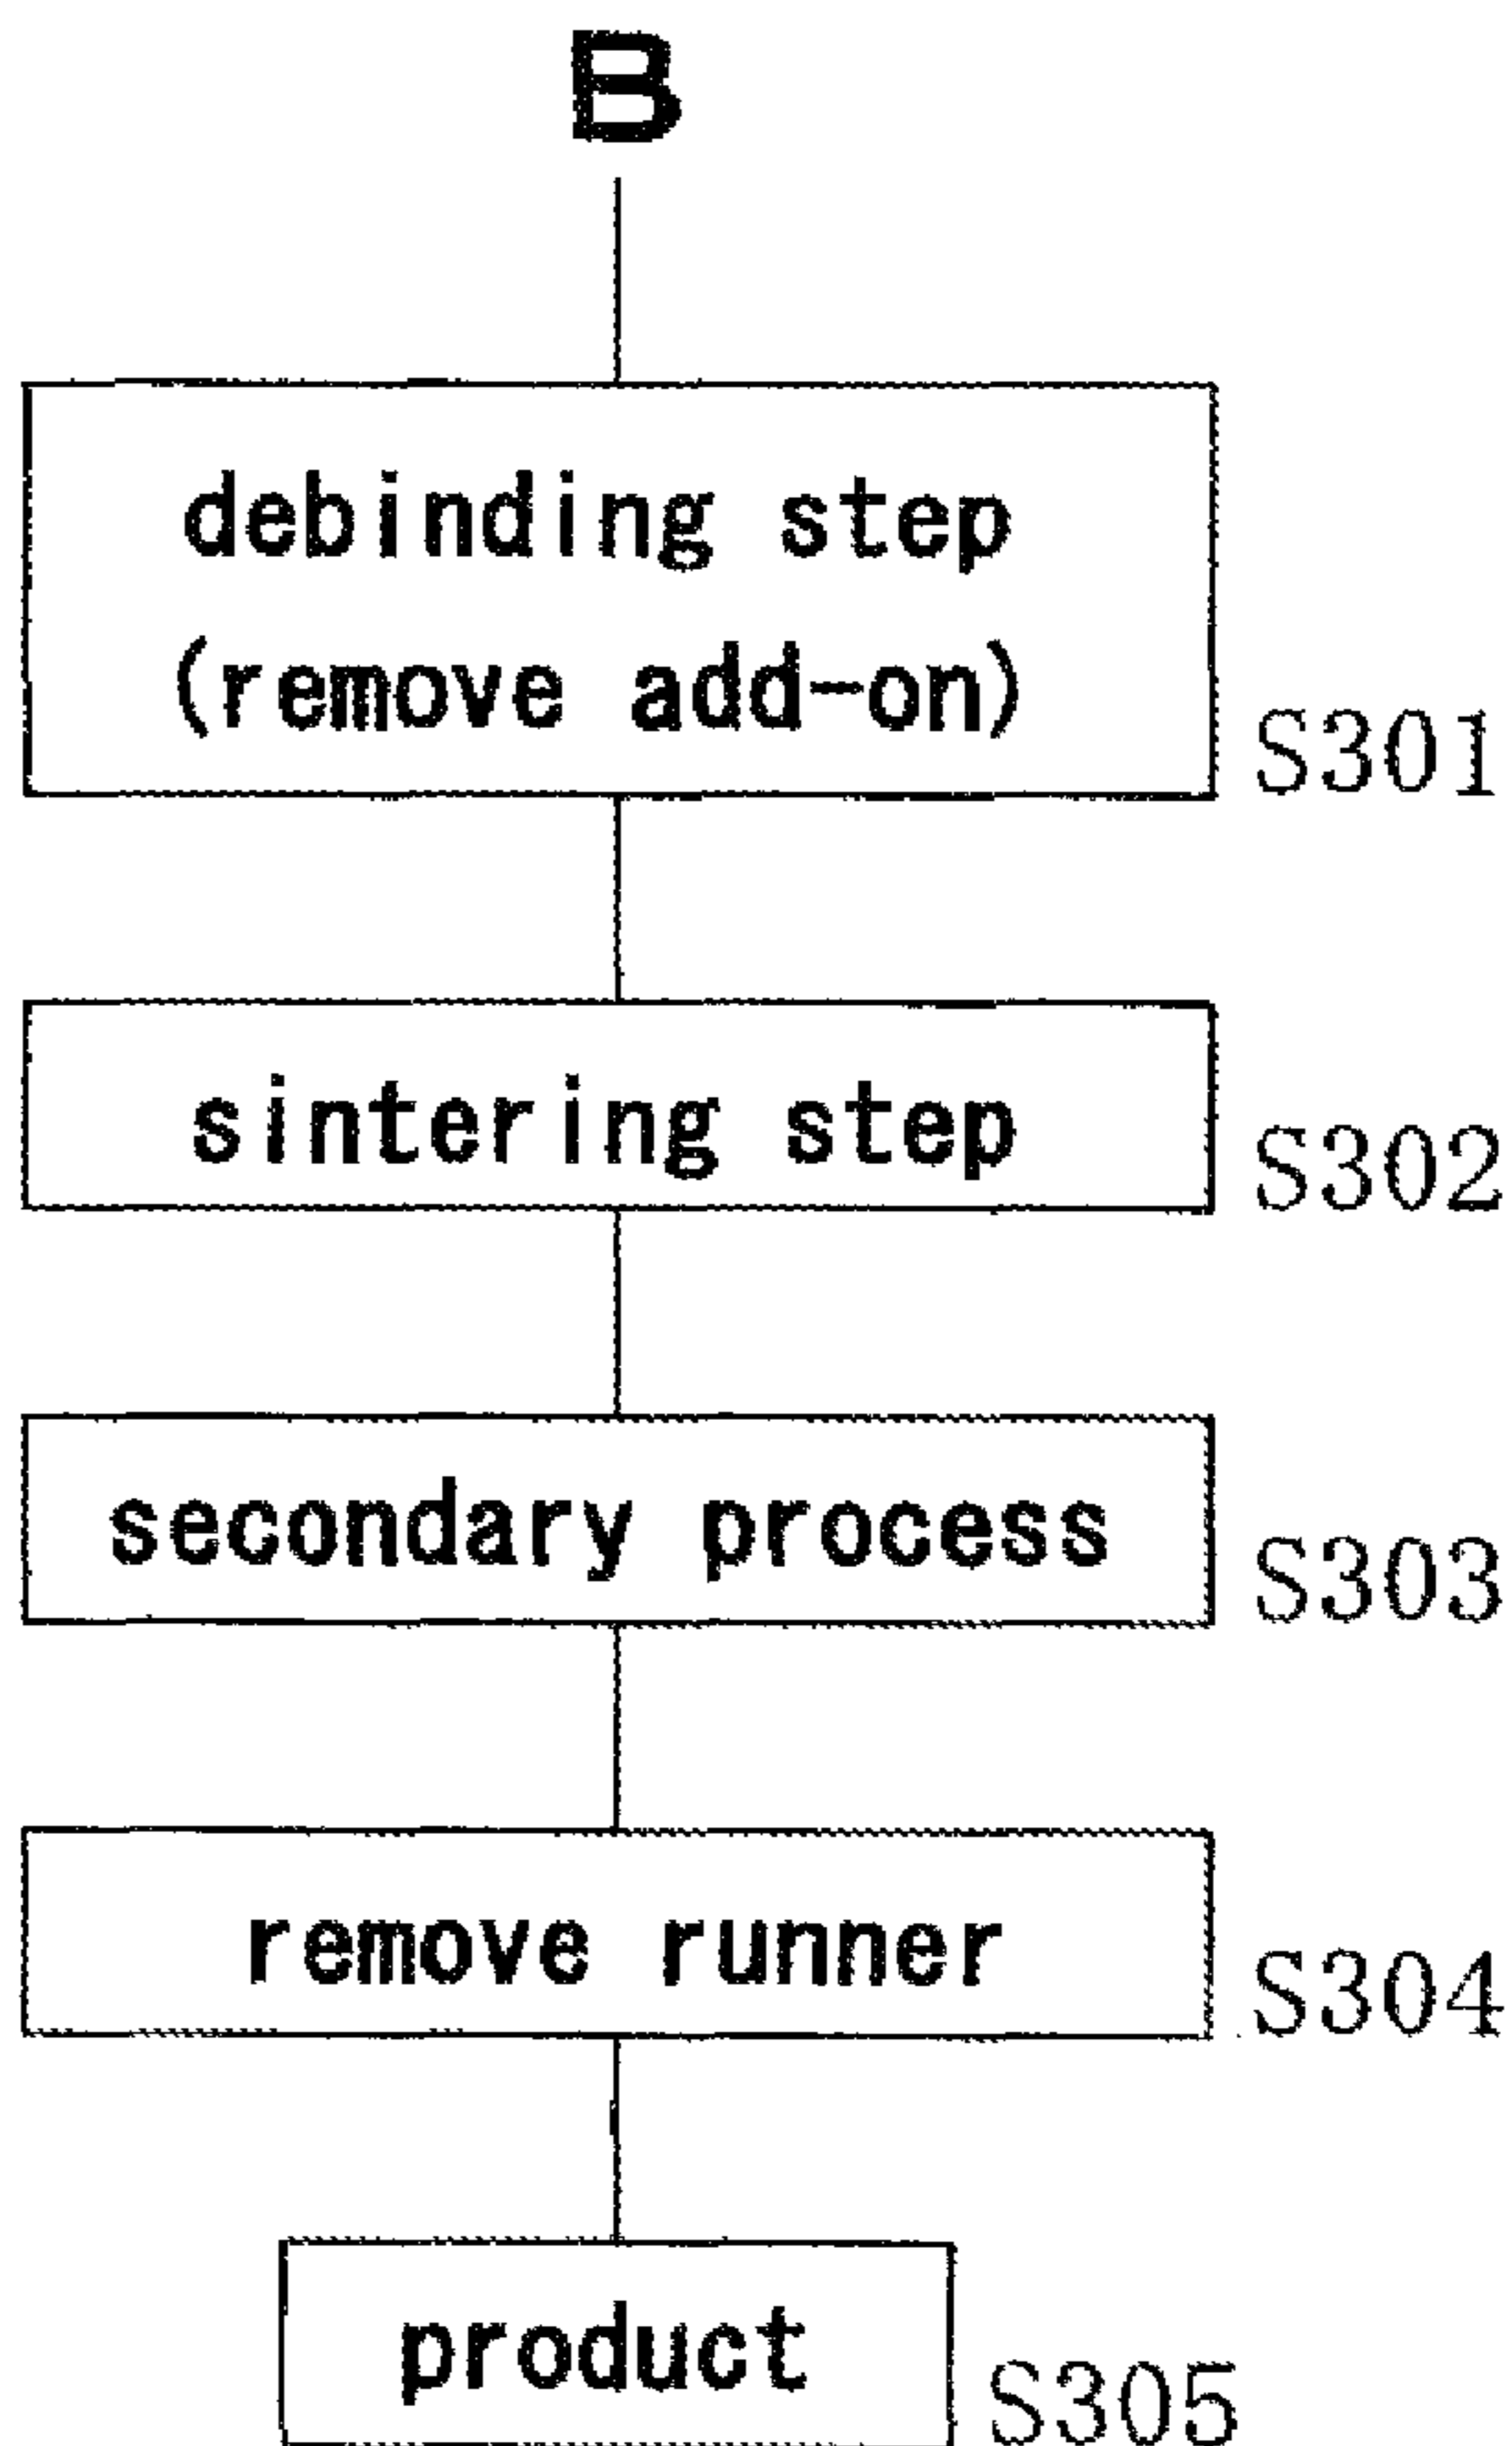 B
debinding step
(remove add-on)
S301
sintering step
S302
secondary process
S303
remove runner
S304
product
S305